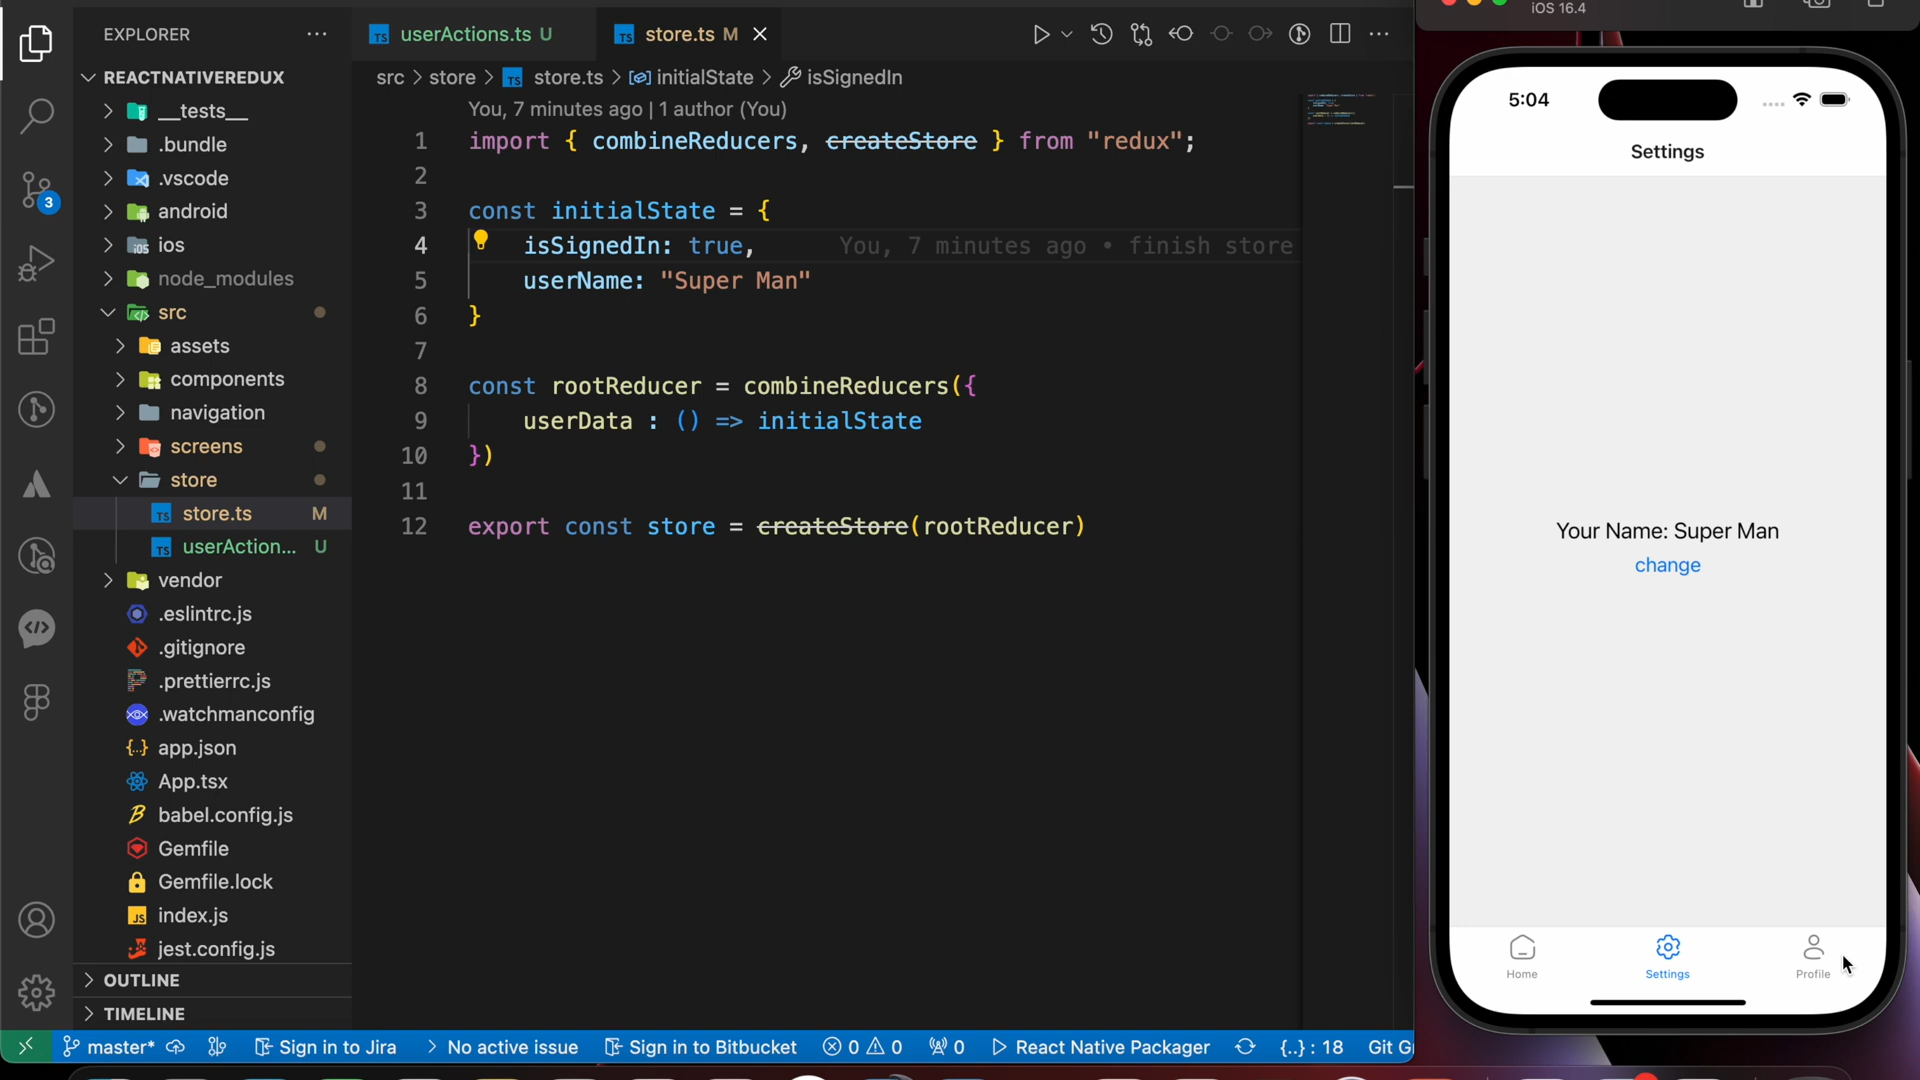 EXPLORER
REACTNATIVEREDUX
__tests__
.bundle
.vscode
android
ios
node_modules
src
assets
components
navigation
screens
store
store.ts M
userAction... U
vendor
.eslintrc.js
.gitignore
.prettierrc.js
.watchmanconfig
app.json
App.tsx
babel.config.js
Gemfile
Gemfile.lock
index.js
jest.config.js
OUTLINE
TIMELINE
3
userActions.ts U
store.ts M
src > store > store.ts > initialState > isSignedIn
You, 7 minutes ago | 1 author (You)
1 import { combineReducers, createStore } from "redux";
2
3 const initialState = {
4 isSignedIn: true, You, 7 minutes ago • finish store
5 userName: "Super Man"
6 }
7
8 const rootReducer = combineReducers({
9 userData : () => initialState
10 })
11
12 export const store = createStore(rootReducer)
master* Sign in to Jira No active issue Sign in to Bitbucket 0 0 0 React Native Packager {..} : 18 Git G
iOS 16.4
5:04
Settings
Your Name: Super Man
change
Home Settings Profile